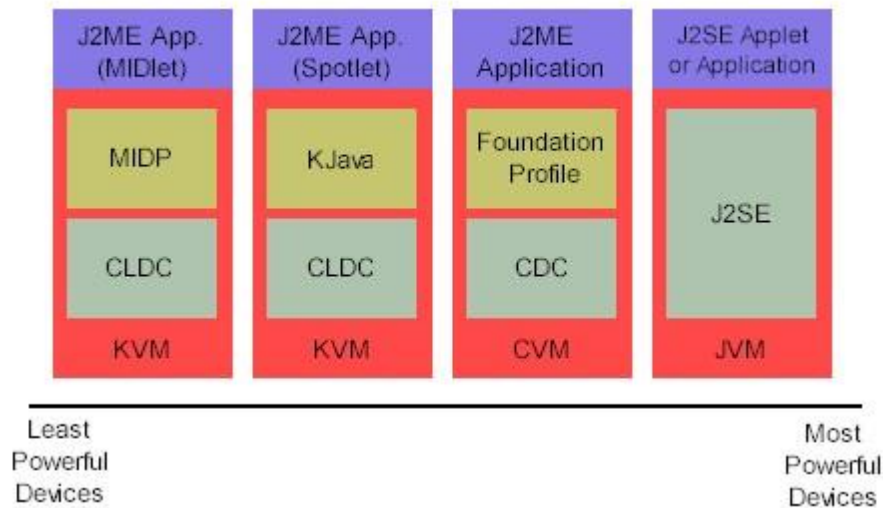 J2ME App.
(MIDlet)
MIDP
CLDC
KVM
J2ME App.
(Spotlet)
KJava
CLDC
KVM
J2ME
Application
Foundation
Profile
CDC
CVM
J2SE Applet
or Application
J2SE
JVM
Least
Powerful
Devices
Most
Powerful
Devices